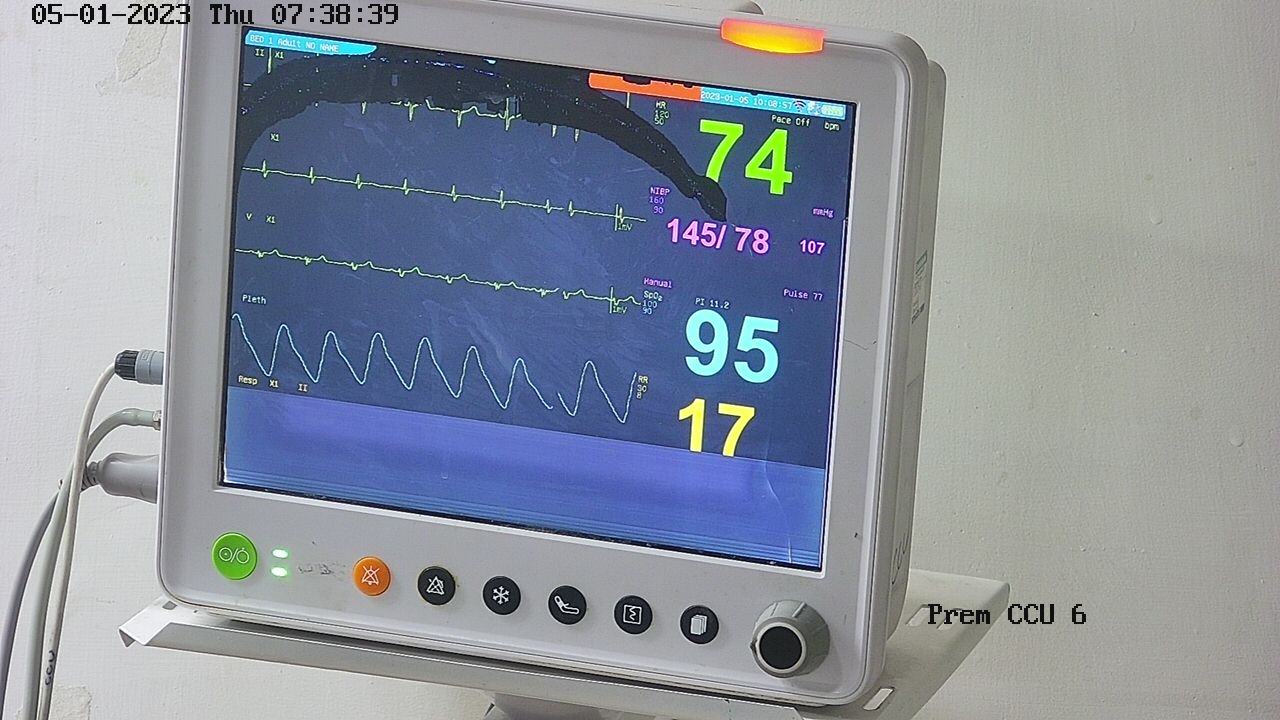 05-01-2023 Thu 07:38:39
BED 1 Adult NO NAME
II X1
2023-01-05 10:08:57
HR
120
50
Pace Off bpm
74
X1
NIBP
160
90
mmHg
145/ 78 107
V X1
1mV
Manual
Pulse 77
SpO₂
100
90
PI 11.2
95
1mV
Pleth
Resp X1 II
RR
30
8
17
Prem CCU 6